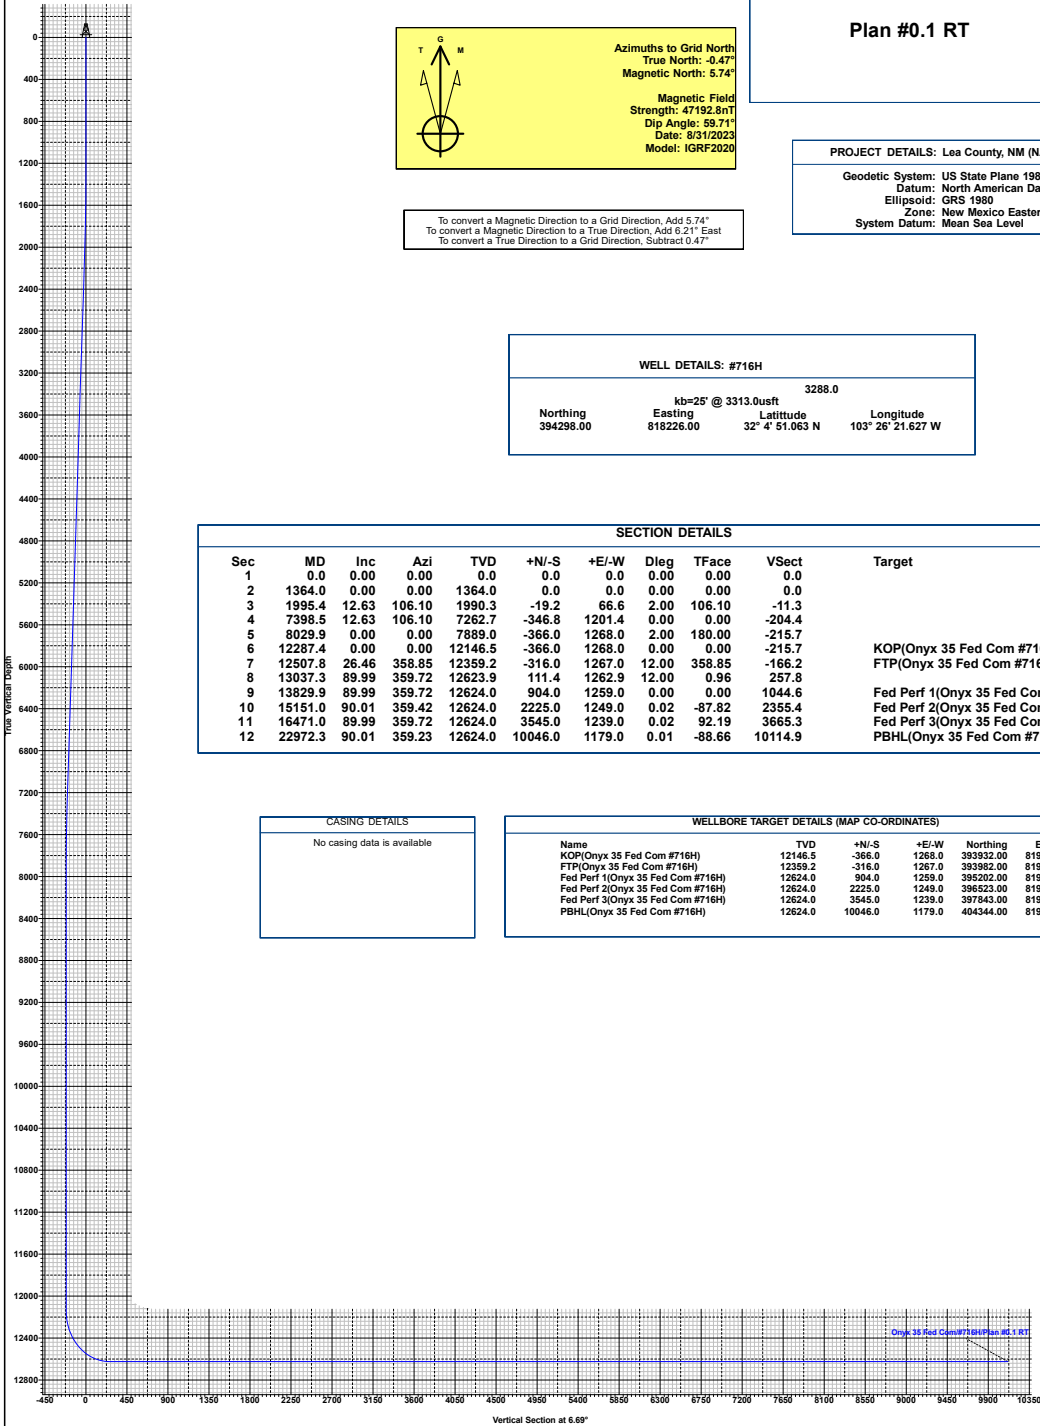 Plan #0.1 RT
G
T M
Azimuths to Grid North
True North: -0.47°
Magnetic North: 5.74°
Magnetic Field
Strength: 47192.8nT
Dip Angle: 59.71°
Date: 8/31/2023
Model: IGRF2020
PROJECT DETAILS: Lea County, NM (N
Geodetic System: US State Plane 198
Datum: North American Da
Ellipsoid: GRS 1980
Zone: New Mexico Easter
System Datum: Mean Sea Level
To convert a Magnetic Direction to a Grid Direction, Add 5.74°
To convert a Magnetic Direction to a True Direction, Add 6.21° East
To convert a True Direction to a Grid Direction, Subtract 0.47°
WELL DETAILS: #716H
3288.0
kb=25' @ 3313.0usft
Northing Easting Latittude Longitude
394298.00 818226.00 32° 4' 51.063 N 103° 26' 21.627 W
SECTION DETAILS
Sec MD Inc Azi TVD +N/-S +E/-W Dleg TFace VSect Target
1 0.0 0.00 0.00 0.0 0.0 0.0 0.00 0.00 0.0
2 1364.0 0.00 0.00 1364.0 0.0 0.0 0.00 0.00 0.0
3 1995.4 12.63 106.10 1990.3 -19.2 66.6 2.00 106.10 -11.3
4 7398.5 12.63 106.10 7262.7 -346.8 1201.4 0.00 0.00 -204.4
5 8029.9 0.00 0.00 7889.0 -366.0 1268.0 2.00 180.00 -215.7
6 12287.4 0.00 0.00 12146.5 -366.0 1268.0 0.00 0.00 -215.7 KOP(Onyx 35 Fed Com #71
7 12507.8 26.46 358.85 12359.2 -316.0 1267.0 12.00 358.85 -166.2 FTP(Onyx 35 Fed Com #716
8 13037.3 89.99 359.72 12623.9 111.4 1262.9 12.00 0.96 257.8
9 13829.9 89.99 359.72 12624.0 904.0 1259.0 0.00 0.00 1044.6 Fed Perf 1(Onyx 35 Fed Co
10 15151.0 90.01 359.42 12624.0 2225.0 1249.0 0.02 -87.82 2355.4 Fed Perf 2(Onyx 35 Fed Co
11 16471.0 89.99 359.72 12624.0 3545.0 1239.0 0.02 92.19 3665.3 Fed Perf 3(Onyx 35 Fed Co
12 22972.3 90.01 359.23 12624.0 10046.0 1179.0 0.01 -88.66 10114.9 PBHL(Onyx 35 Fed Com #7
CASING DETAILS
No casing data is available
WELLBORE TARGET DETAILS (MAP CO-ORDINATES)
Name TVD +N/-S +E/-W Northing E
KOP(Onyx 35 Fed Com #716H) 12146.5 -366.0 1268.0 393932.00 819
FTP(Onyx 35 Fed Com #716H) 12359.2 -316.0 1267.0 393982.00 819
Fed Perf 1(Onyx 35 Fed Com #716H) 12624.0 904.0 1259.0 395202.00 819
Fed Perf 2(Onyx 35 Fed Com #716H) 12624.0 2225.0 1249.0 396523.00 819
Fed Perf 3(Onyx 35 Fed Com #716H) 12624.0 3545.0 1239.0 397843.00 819
PBHL(Onyx 35 Fed Com #716H) 12624.0 10046.0 1179.0 404344.00 819
True Vertical Depth
0
400
800
1200
1600
2000
2400
2800
3200
3600
4000
4400
4800
5200
5600
6000
6400
6800
7200
7600
8000
8400
8800
9200
9600
10000
10400
10800
11200
11600
12000
12400
12800
Onyx 35 Fed Com/#716H/Plan #0.1 RT
-450 0 450 900 1350 1800 2250 2700 3150 3600 4050 4500 4950 5400 5850 6300 6750 7200 7650 8100 8550 9000 9450 9900 10350
Vertical Section at 6.69°